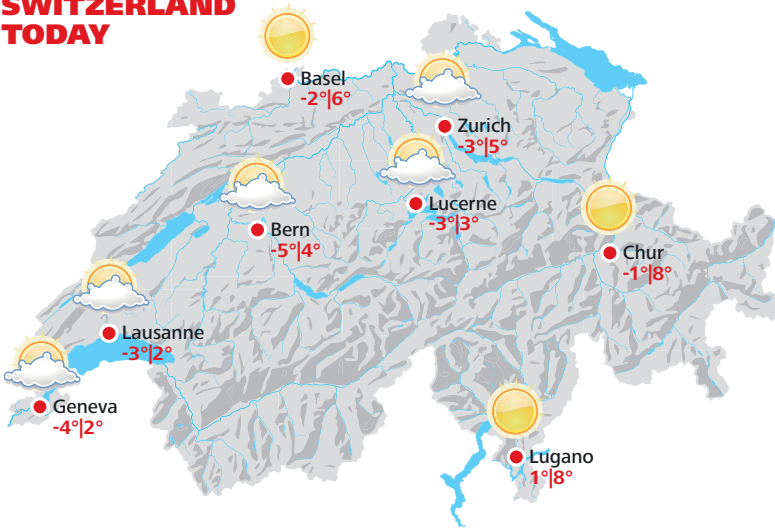 SWITZERLAND
TODAY
Basel
-2°|6°
Zurich
-3°|5°
Lucerne
-3°|3°
Bern
-5°|4°
Chur
-1°|8°
Lausanne
-3°|2°
Geneva
-4°|2°
Lugano
1°|8°